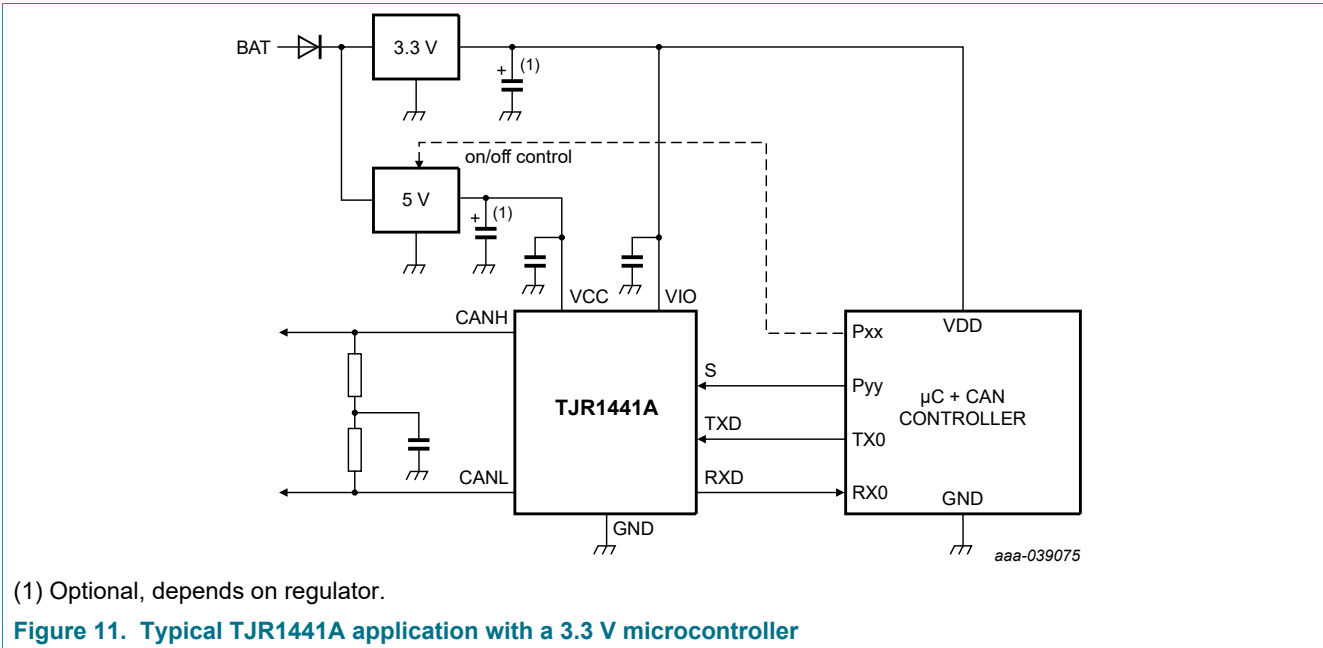 BAT
3.3 V
+ (1)
on/off control
5 V
+ (1)
VCC
VIO
CANH
Pxx
VDD
S
Pyy
TJR1441A
µC + CAN
CONTROLLER
TXD
TX0
CANL
RXD
RX0
GND
GND
aaa-039075
(1) Optional, depends on regulator.
Figure 11. Typical TJR1441A application with a 3.3 V microcontroller